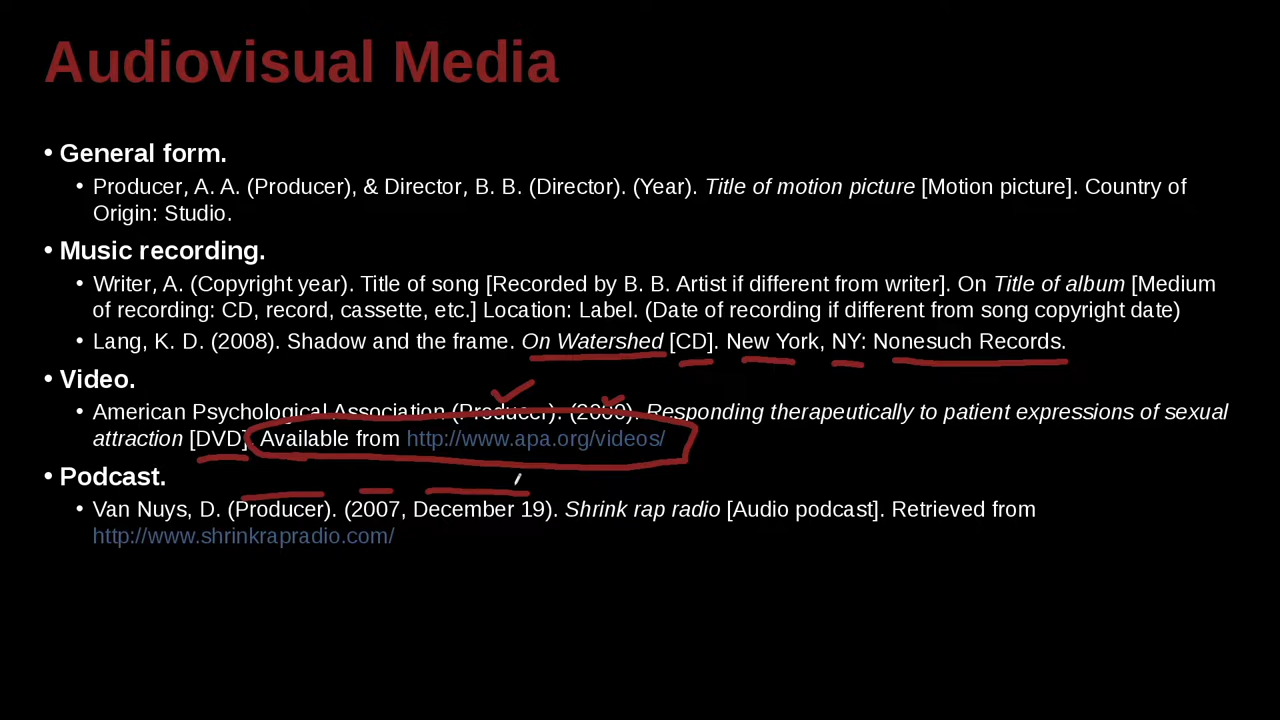 Audiovisual Media
• General form.
• Producer, A. A. (Producer), & Director, B. B. (Director). (Year). Title of motion picture [Motion picture]. Country of
Origin: Studio.
• Music recording.
• Writer, A. (Copyright year). Title of song [Recorded by B. B. Artist if different from writer]. On Title of album [Medium
of recording: CD, record, cassette, etc.] Location: Label. (Date of recording if different from song copyright date)
• Lang, K. D. (2008). Shadow and the frame. On Watershed [CD]. New York, NY: Nonesuch Records.
• Video.
• American Psychological Association (Producer). (2000). Responding therapeutically to patient expressions of sexual
attraction [DVD]. Available from http://www.apa.org/videos/
• Podcast.
• Van Nuys, D. (Producer). (2007, December 19). Shrink rap radio [Audio podcast]. Retrieved from
http://www.shrinkrapradio.com/